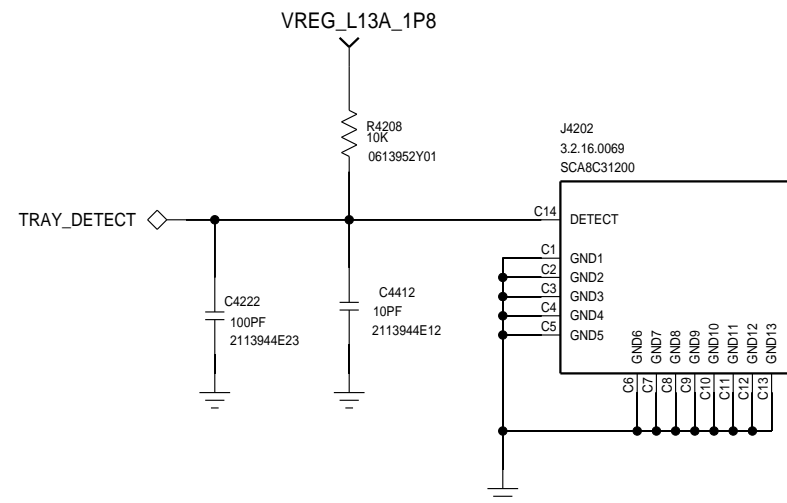 VREG_L13A_1P8
R4208
10K
0613952Y01
J4202
3.2.16.0069
SCA8C31200
TRAY_DETECT
C14
DETECT
C1
GND1
C2
GND2
C3
GND3
C4
GND4
C5
GND5
C4222
100PF
2113944E23
C4412
10PF
2113944E12
GND6
GND7
GND8
GND9
GND10
GND11
GND12
GND13
C6
C7
C8
C9
C10
C11
C12
C13